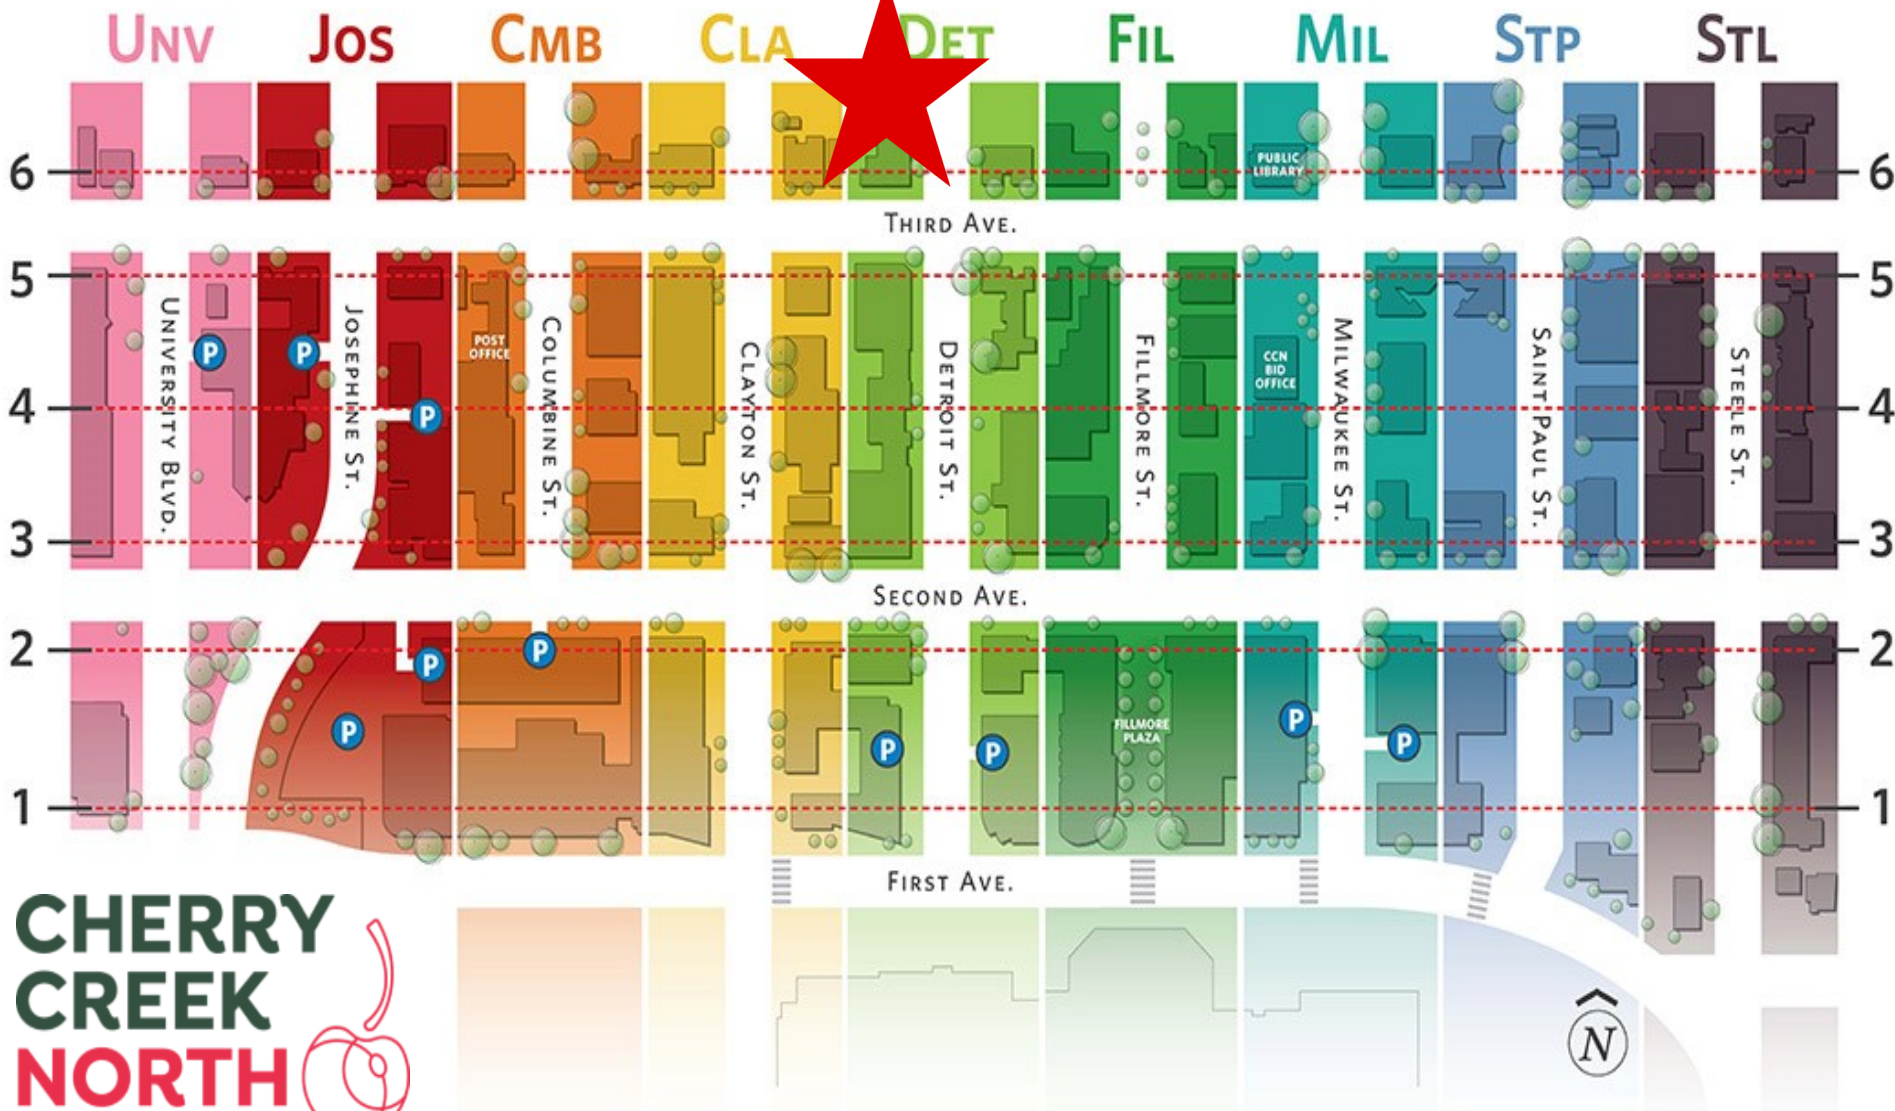 UNV JOS CMB CLA DET FIL MIL STP STL
6 6
PUBLIC
LIBRARY
THIRD AVE.
5 5
UNIVERSITY BLVD.
P
P
JOSEPHINE ST.
P
POST
OFFICE
COLUMBINE ST.
CLAYTON ST.
DETROIT ST.
FILLMORE ST.
CCN
BID
OFFICE
MILWAUKEE ST.
SAINT PAUL ST.
STEELE ST.
4 4
3 3
SECOND AVE.
2 2
P
P
P
P
P
FILLMORE
PLAZA
P
P
1 1
FIRST AVE.
CHERRY
CREEK
NORTH
N